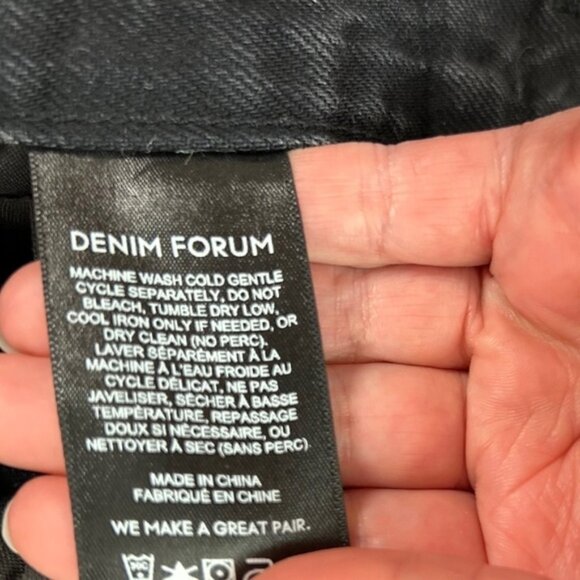 DENIM FORUM
MACHINE WASH COLD GENTLE
CYCLE SEPARATELY, DO NOT
BLEACH, TUMBLE DRY LOW,
COOL IRON ONLY IF NEEDED, OR
DRY CLEAN (NO PERC).
LAVER SÉPARÉMENT À LA
MACHINE À L'EAU FROIDE AU
CYCLE DÉLICAT, NE PAS
JAVELISER, SÉCHER À BASSE
TEMPÉRATURE, REPASSAGE
DOUX SI NÉCESSAIRE, OU
NETTOYER À SEC (SANS PERC).
MADE IN CHINA
FABRIQUÉ EN CHINE
WE MAKE A GREAT PAIR.